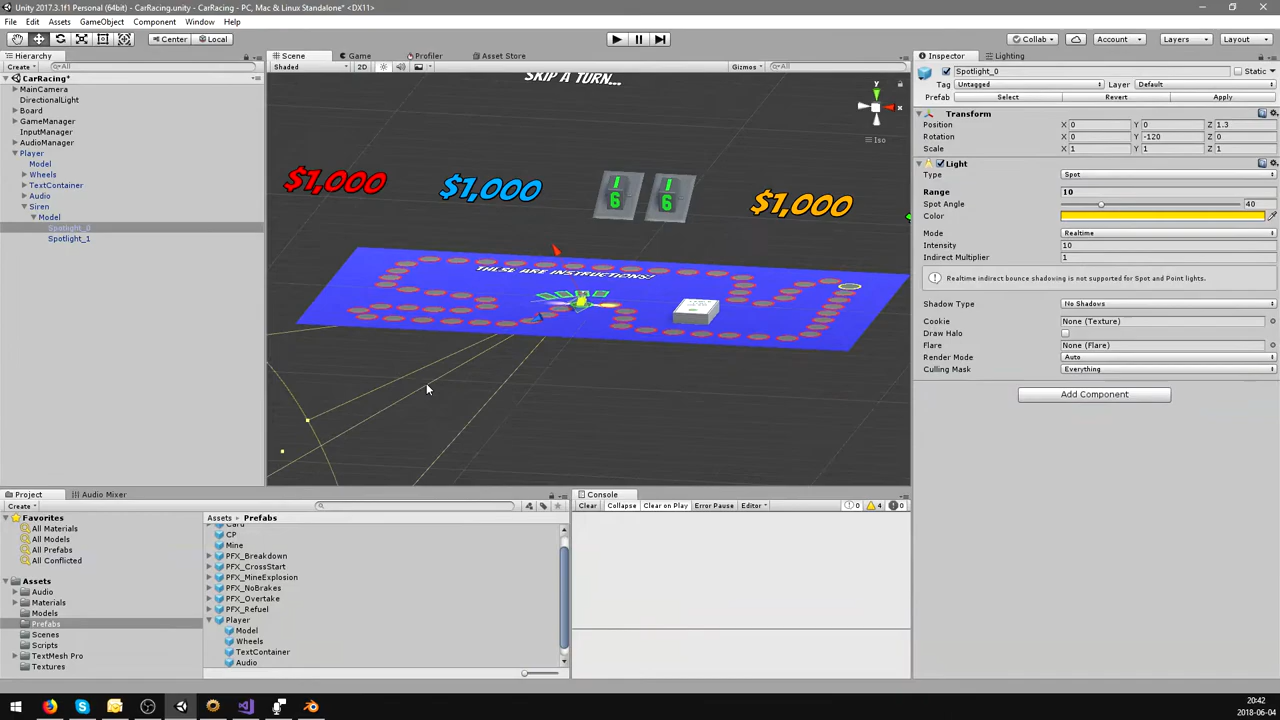 Unity 2017.3.1f1 Personal (64bit) - CarRacing.unity - CarRacing - PC, Mac & Linux Standalone* <DX11>
File Edit Assets GameObject Component Window Help
Center Local Collab Account Layers Layout
Hierarchy
Create All
CarRacing*
MainCamera
DirectionalLight
Board
GameManager
InputManager
AudioManager
Player
Model
Wheels
TextContainer
Audio
Siren
Model
Spotlight_0
Spotlight_1
Scene Game Profiler Asset Store
Shaded 2D Gizmos All
SKIP A TURN...
y
x
Iso
$1,000 $1,000 1 6 1 6 $1,000
THESE ARE INSTRUCTIONS!
Inspector Lighting
Spotlight_0 Static
Tag Untagged Layer Default
Prefab Select Revert Apply
Transform
Position X 0 Y 0 Z 1.3
Rotation X 0 Y -120 Z 0
Scale X 1 Y 1 Z 1
Light
Type Spot
Range 10
Spot Angle 40
Color
Mode Realtime
Intensity 10
Indirect Multiplier 1
Realtime indirect bounce shadowing is not supported for Spot and Point lights.
Shadow Type No Shadows
Cookie None (Texture)
Draw Halo
Flare None (Flare)
Render Mode Auto
Culling Mask Everything
Add Component
Project Audio Mixer
Create
Favorites
All Materials
All Models
All Prefabs
All Conflicted
Assets
Audio
Materials
Models
Prefabs
Scenes
Scripts
TextMesh Pro
Textures
Assets Prefabs
Card
CP
Mine
PFX_Breakdown
PFX_CrossStart
PFX_MineExplosion
PFX_NoBrakes
PFX_Overtake
PFX_Refuel
Player
Model
Wheels
TextContainer
Audio
Console
Clear Collapse Clear on Play Error Pause Editor 0 4 0
20:42
2018-06-04